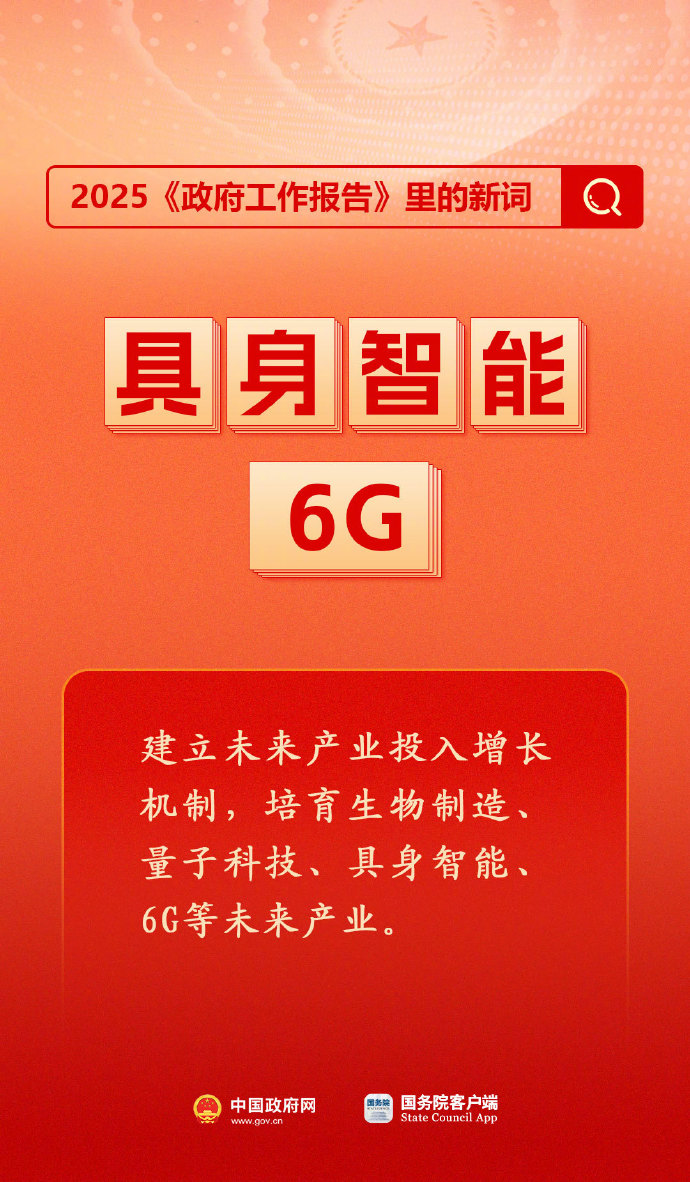 2025《政府工作报告》里的新词
具身智能
6G
建立未来产业投入增长
机制，培育生物制造、
量子科技、具身智能、
6G等未来产业。
中国政府网
www.gov.cn
国务院
国务院客户端
State Council App